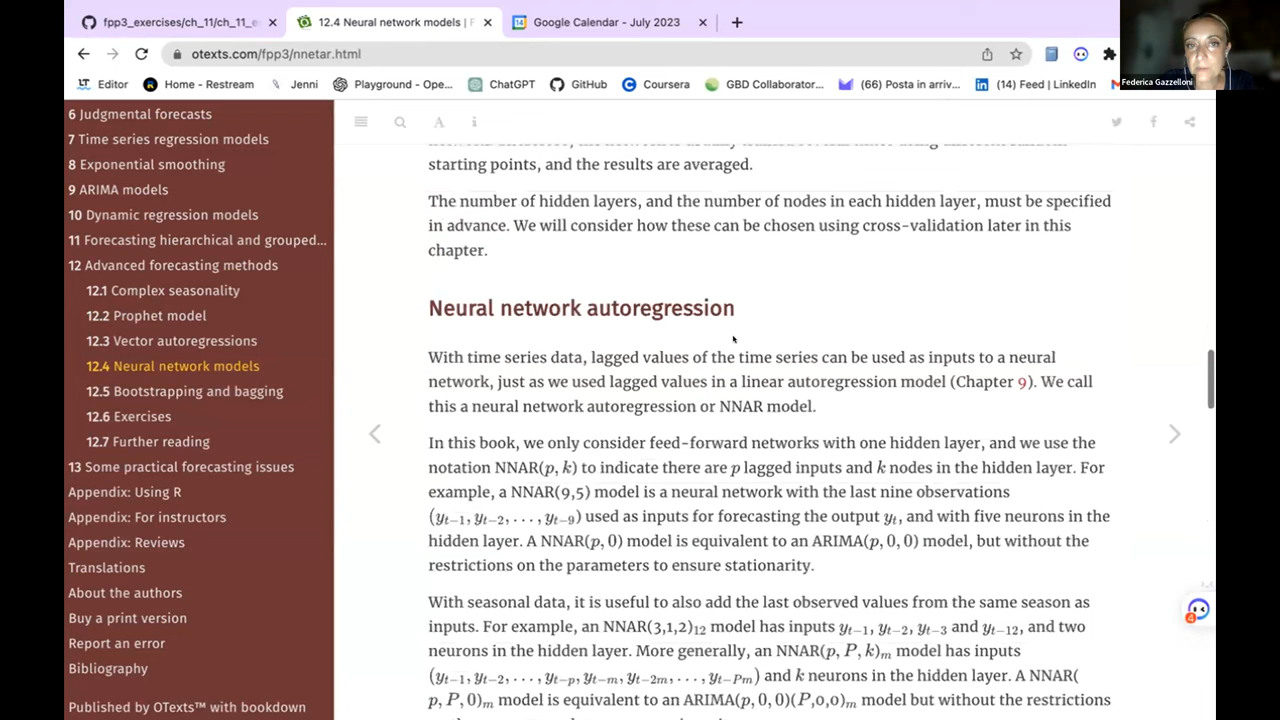 fpp3_exercises/ch_11/ch_11_e
12.4 Neural network models | F
Google Calendar - July 2023
otexts.com/fpp3/nnetar.html
Editor
Home - Restream
Jenni
Playground - Ope...
ChatGPT
GitHub
Coursera
GBD Collaborator...
(66) Posta in arriv...
(14) Feed | LinkedIn
Federica Gazzelloni
6 Judgmental forecasts
7 Time series regression models
8 Exponential smoothing
9 ARIMA models
10 Dynamic regression models
11 Forecasting hierarchical and grouped...
12 Advanced forecasting methods
12.1 Complex seasonality
12.2 Prophet model
12.3 Vector autoregressions
12.4 Neural network models
12.5 Bootstrapping and bagging
12.6 Exercises
12.7 Further reading
13 Some practical forecasting issues
Appendix: Using R
Appendix: For instructors
Appendix: Reviews
Translations
About the authors
Buy a print version
Report an error
Bibliography
Published by OTexts™ with bookdown
starting points, and the results are averaged.
The number of hidden layers, and the number of nodes in each hidden layer, must be specified
in advance. We will consider how these can be chosen using cross-validation later in this
chapter.
Neural network autoregression
With time series data, lagged values of the time series can be used as inputs to a neural
network, just as we used lagged values in a linear autoregression model (Chapter 9). We call
this a neural network autoregression or NNAR model.
In this book, we only consider feed-forward networks with one hidden layer, and we use the
notation NNAR(p, k) to indicate there are p lagged inputs and k nodes in the hidden layer. For
example, a NNAR(9,5) model is a neural network with the last nine observations
(y_{t−1}, y_{t−2}, . . . , y_{t−9}) used as inputs for forecasting the output y_t, and with five neurons in the
hidden layer. A NNAR(p, 0) model is equivalent to an ARIMA(p, 0, 0) model, but without the
restrictions on the parameters to ensure stationarity.
With seasonal data, it is useful to also add the last observed values from the same season as
inputs. For example, an NNAR(3,1,2)_{12} model has inputs y_{t−1}, y_{t−2}, y_{t−3} and y_{t−12}, and two
neurons in the hidden layer. More generally, an NNAR(p, P, k)_m model has inputs
(y_{t−1}, y_{t−2}, . . . , y_{t−p}, y_{t−m}, y_{t−2m}, . . . , y_{t−Pm}) and k neurons in the hidden layer. A NNAR(
p, P, 0)_m model is equivalent to an ARIMA(p, 0, 0)(P,0,0)_m model but without the restrictions
4